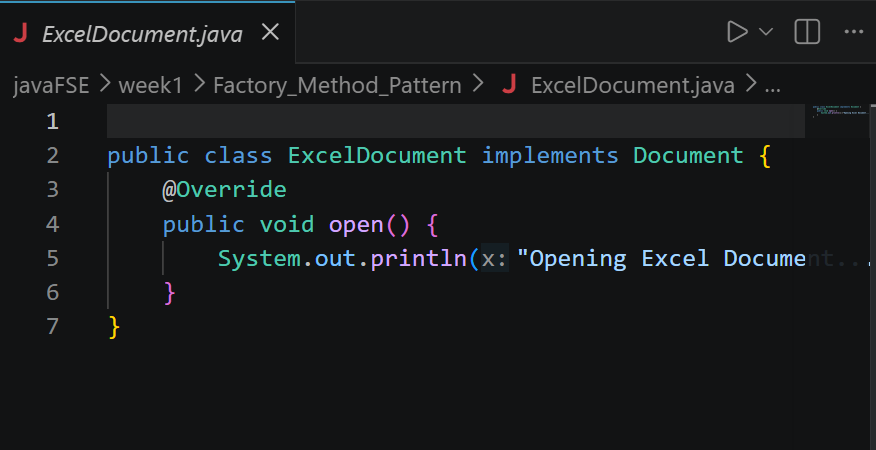 J ExcelDocument.java ×
javaFSE > week1 > Factory_Method_Pattern > J ExcelDocument.java > ...
1
2 public class ExcelDocument implements Document {
3 @Override
4 public void open() {
5 System.out.println(x: "Opening Excel Document...
6 }
7 }